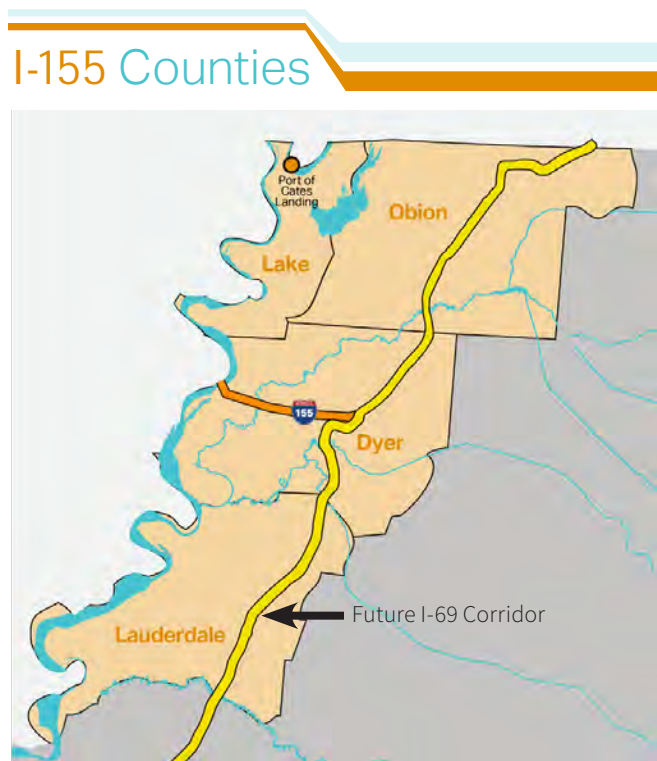 I-155 Counties
Port of
Cates
Landing
Obion
Lake
155
Dyer
Future I-69 Corridor
Lauderdale